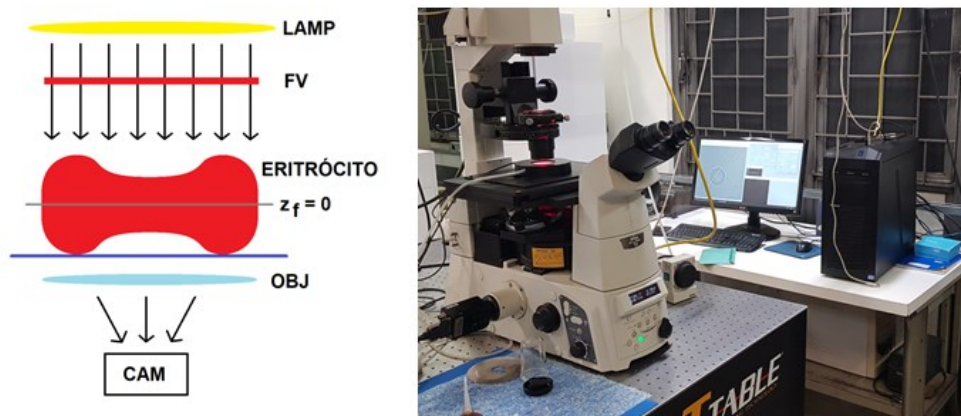 LAMP
FV
ERITRÓCITO
z f = 0
OBJ
CAM
TABLE